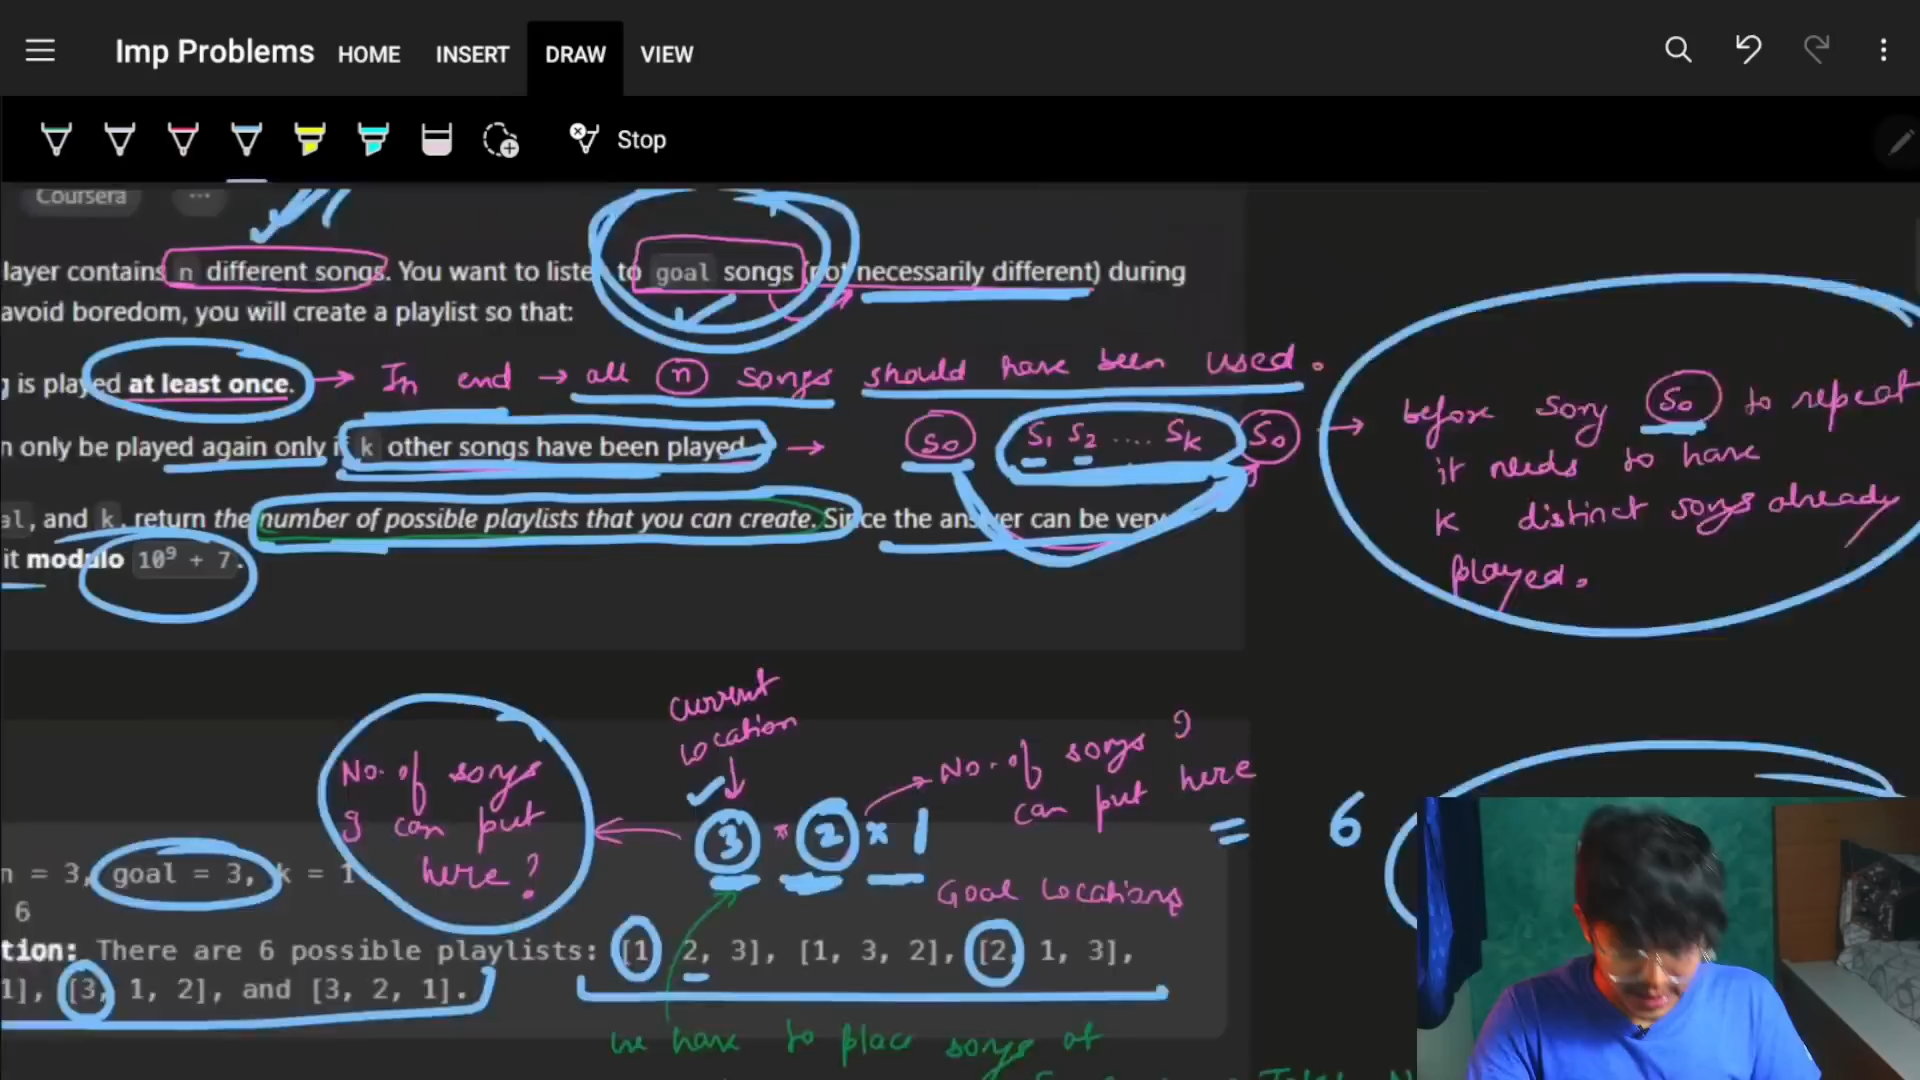 Imp Problems HOME INSERT DRAW VIEW
Stop
Coursera ...
layer contains n different songs. You want to listen to goal songs (not necessarily different) during
avoid boredom, you will create a playlist so that:
g is played at least once. → In end → all n songs should have been used.
n only be played again only if k other songs have been played → S0 S1 S2 .... Sk S0 →
before song S0 to repeat
it needs to have
K distinct songs already
played.
al, and k, return the number of possible playlists that you can create. Since the answer can be very
it modulo 10⁹ + 7.
current
location
No. of songs
I can put
here?
3 * 2 * 1
No. of songs I
can put here
= 6
n = 3, goal = 3, k = 1
Goal Locations
6
tion: There are 6 possible playlists: [1, 2, 3], [1, 3, 2], [2, 1, 3],
1], [3, 1, 2], and [3, 2, 1].
we have to place songs at